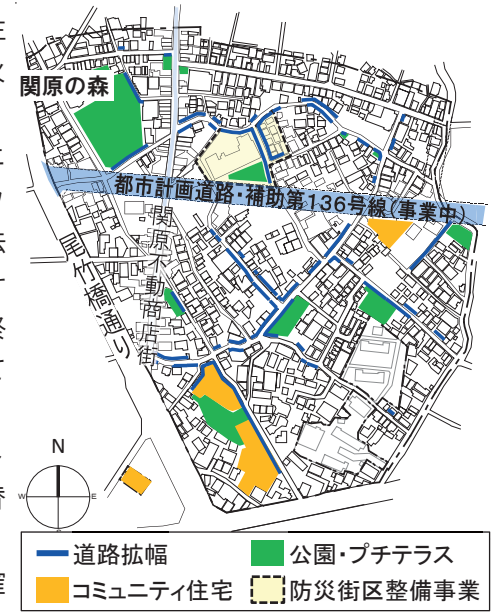 関原の森
都市計画道路・補助第136号線(事業中)
関原不動商店街
尾竹橋通り
N
W
E
道路拡幅
公園・プチテラス
コミュニティ住宅
防災街区整備事業